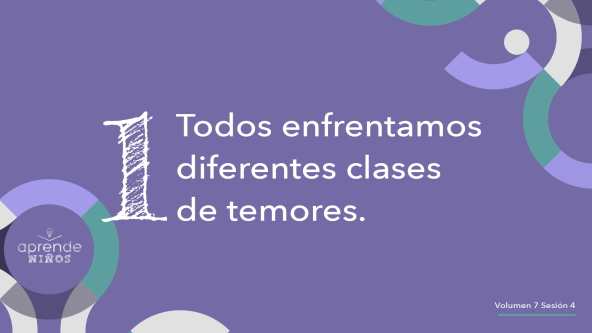 1
Todos enfrentamos
diferentes clases
de temores.
aprende
NIÑOS
Volumen 7 Sesión 4